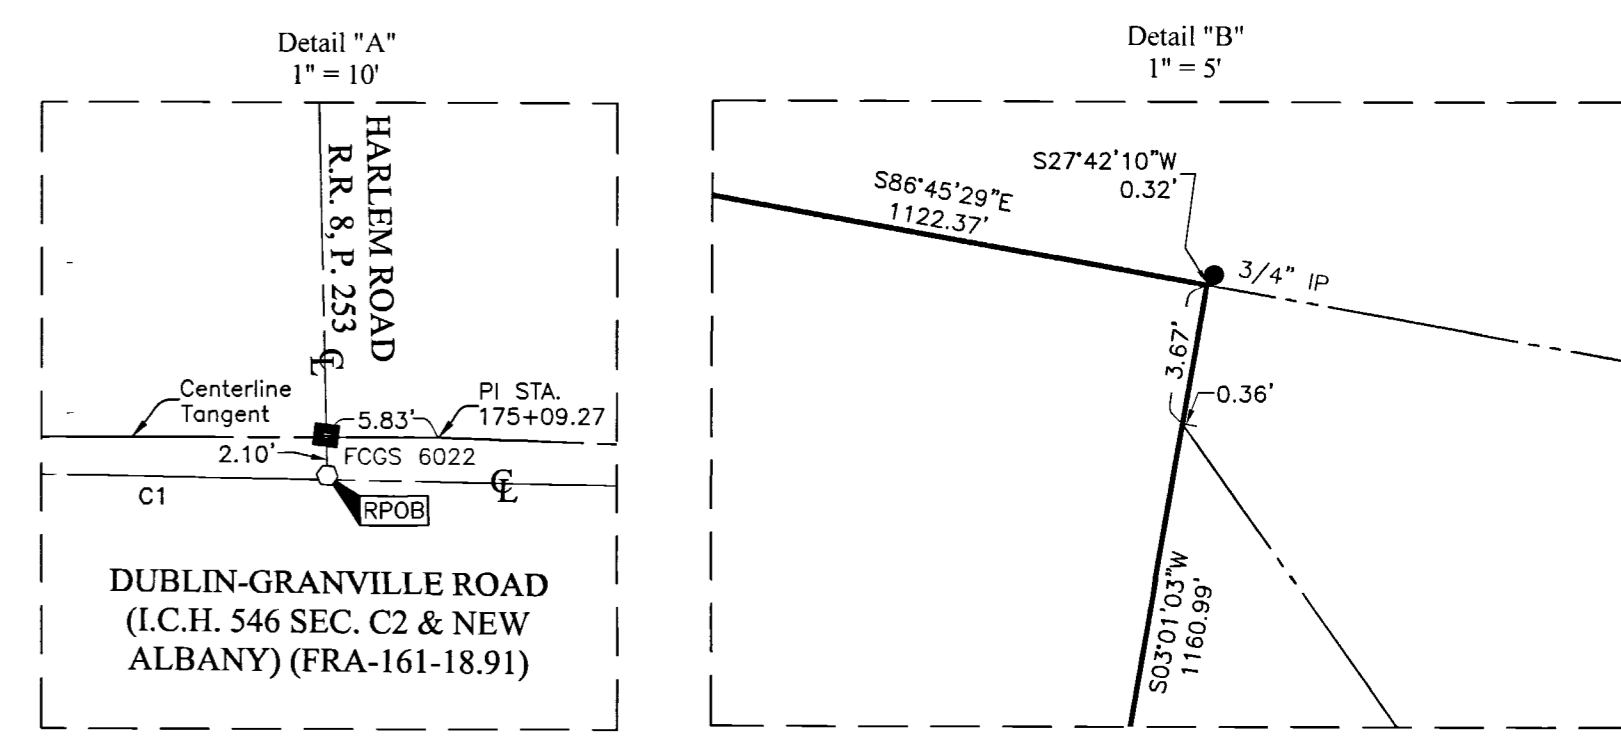 Detail "A"
1" = 10'
HARLEM ROAD
R.R. 8, P. 253
℄
Centerline
Tangent
5.83'
PI STA.
175+09.27
2.10'
FCGS 6022
C1
℄
RPOB
DUBLIN-GRANVILLE ROAD
(I.C.H. 546 SEC. C2 & NEW
ALBANY) (FRA-161-18.91)
Detail "B"
1" = 5'
S27°42'10"W
0.32'
S86°45'29"E
1122.37'
3/4" IP
3.67'
0.36'
S03°01'03"W
1160.99'